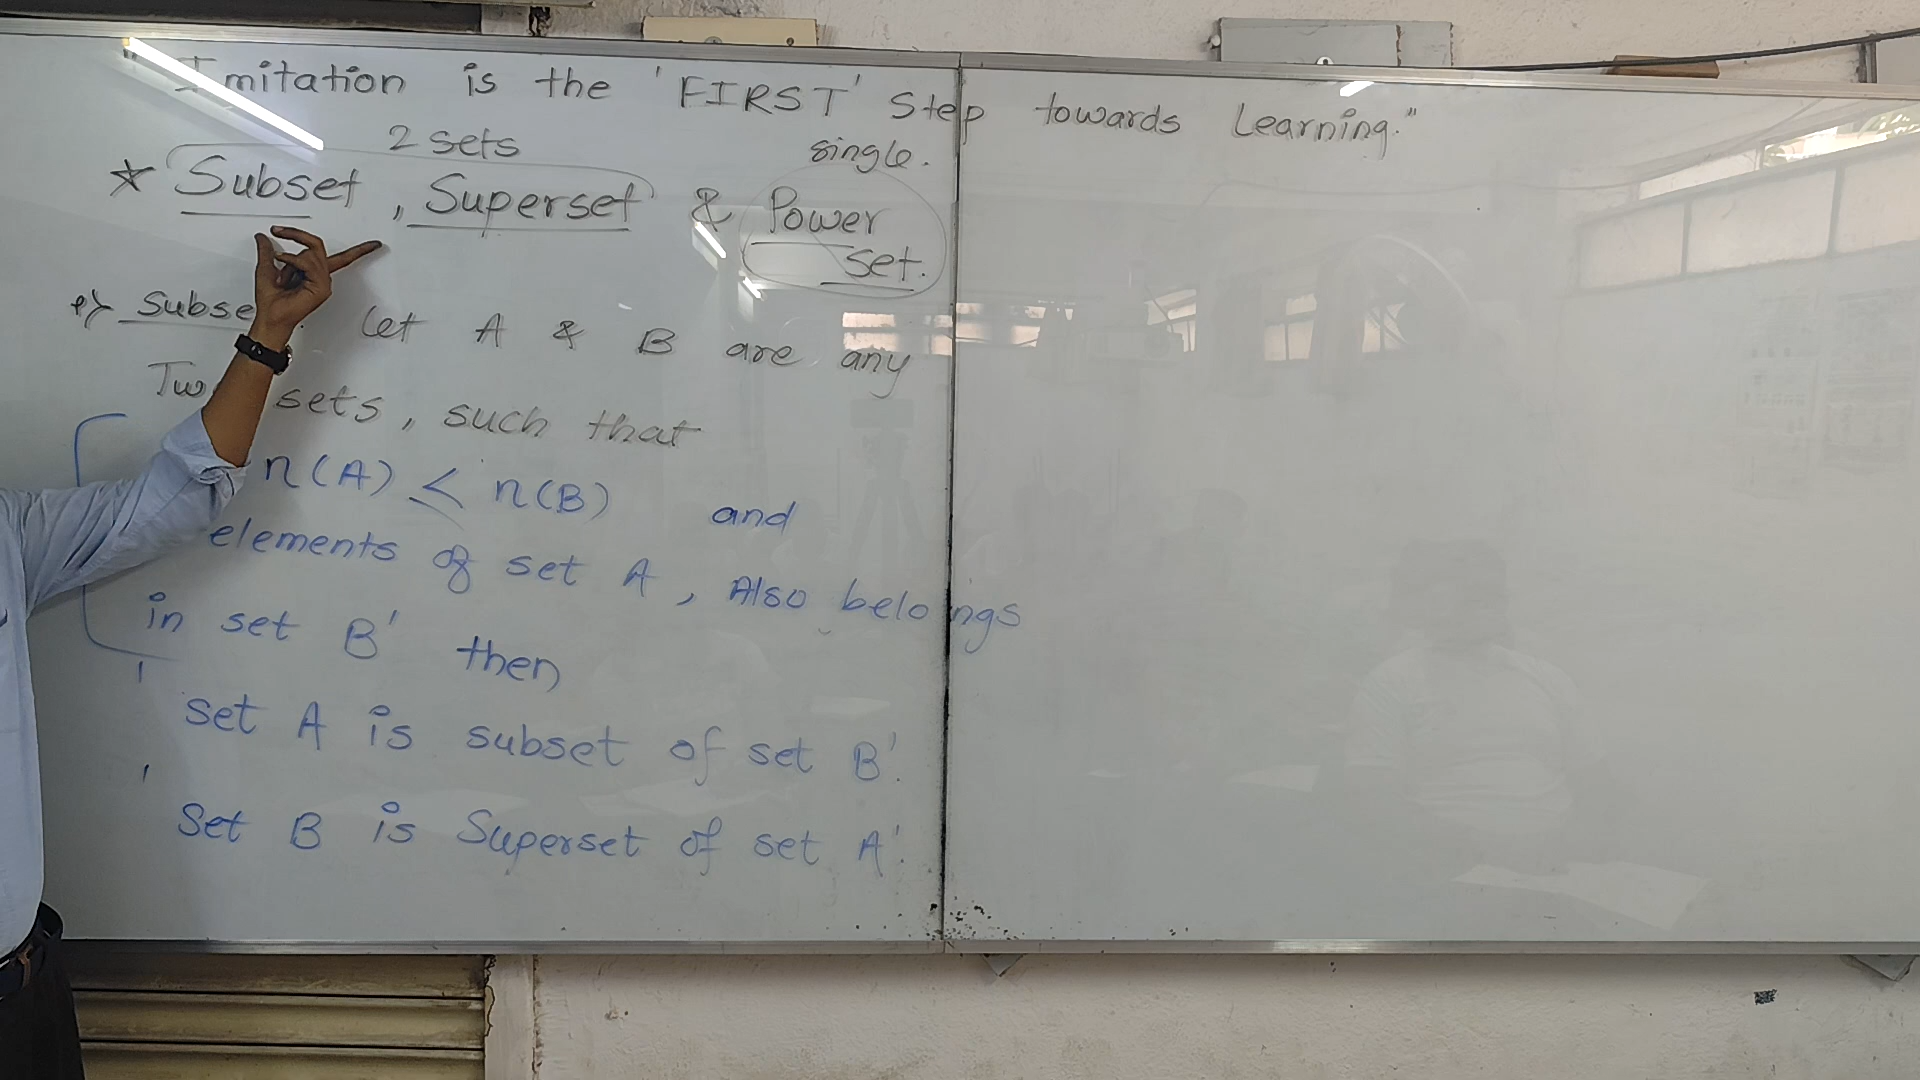 " Imitation is the 'FIRST' Step towards Learning."
2 sets single.
* Subset, Superset & Power
set.
Subse let A & B are any
sets, such that
n(A) < n(B) and
elements of set A, Also belongs
in set B' then
' set A is subset of set B'.
' Set B is Superset of set A'.